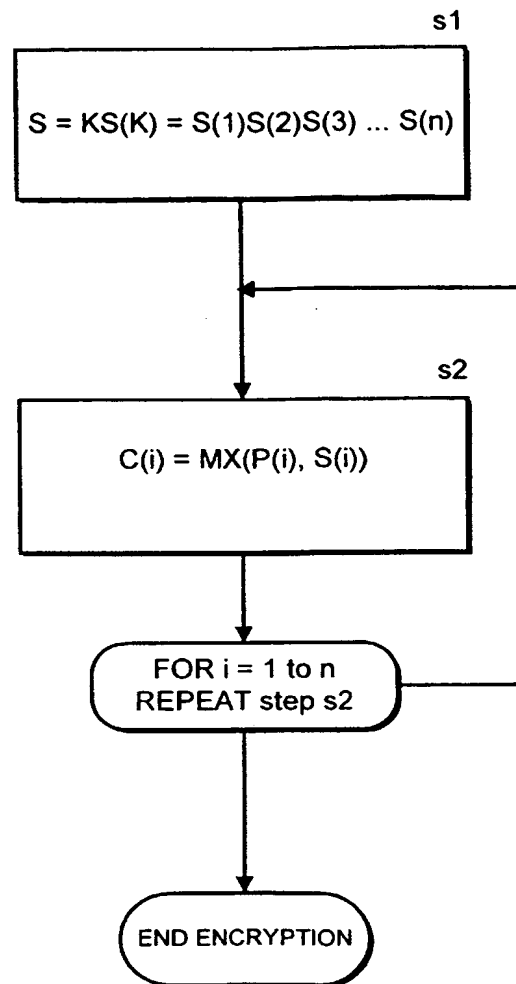 s1
S = KS(K) = S(1)S(2)S(3) ... S(n)
s2
C(i) = MX(P(i), S(i))
FOR i = 1 to n
REPEAT step s2
END ENCRYPTION